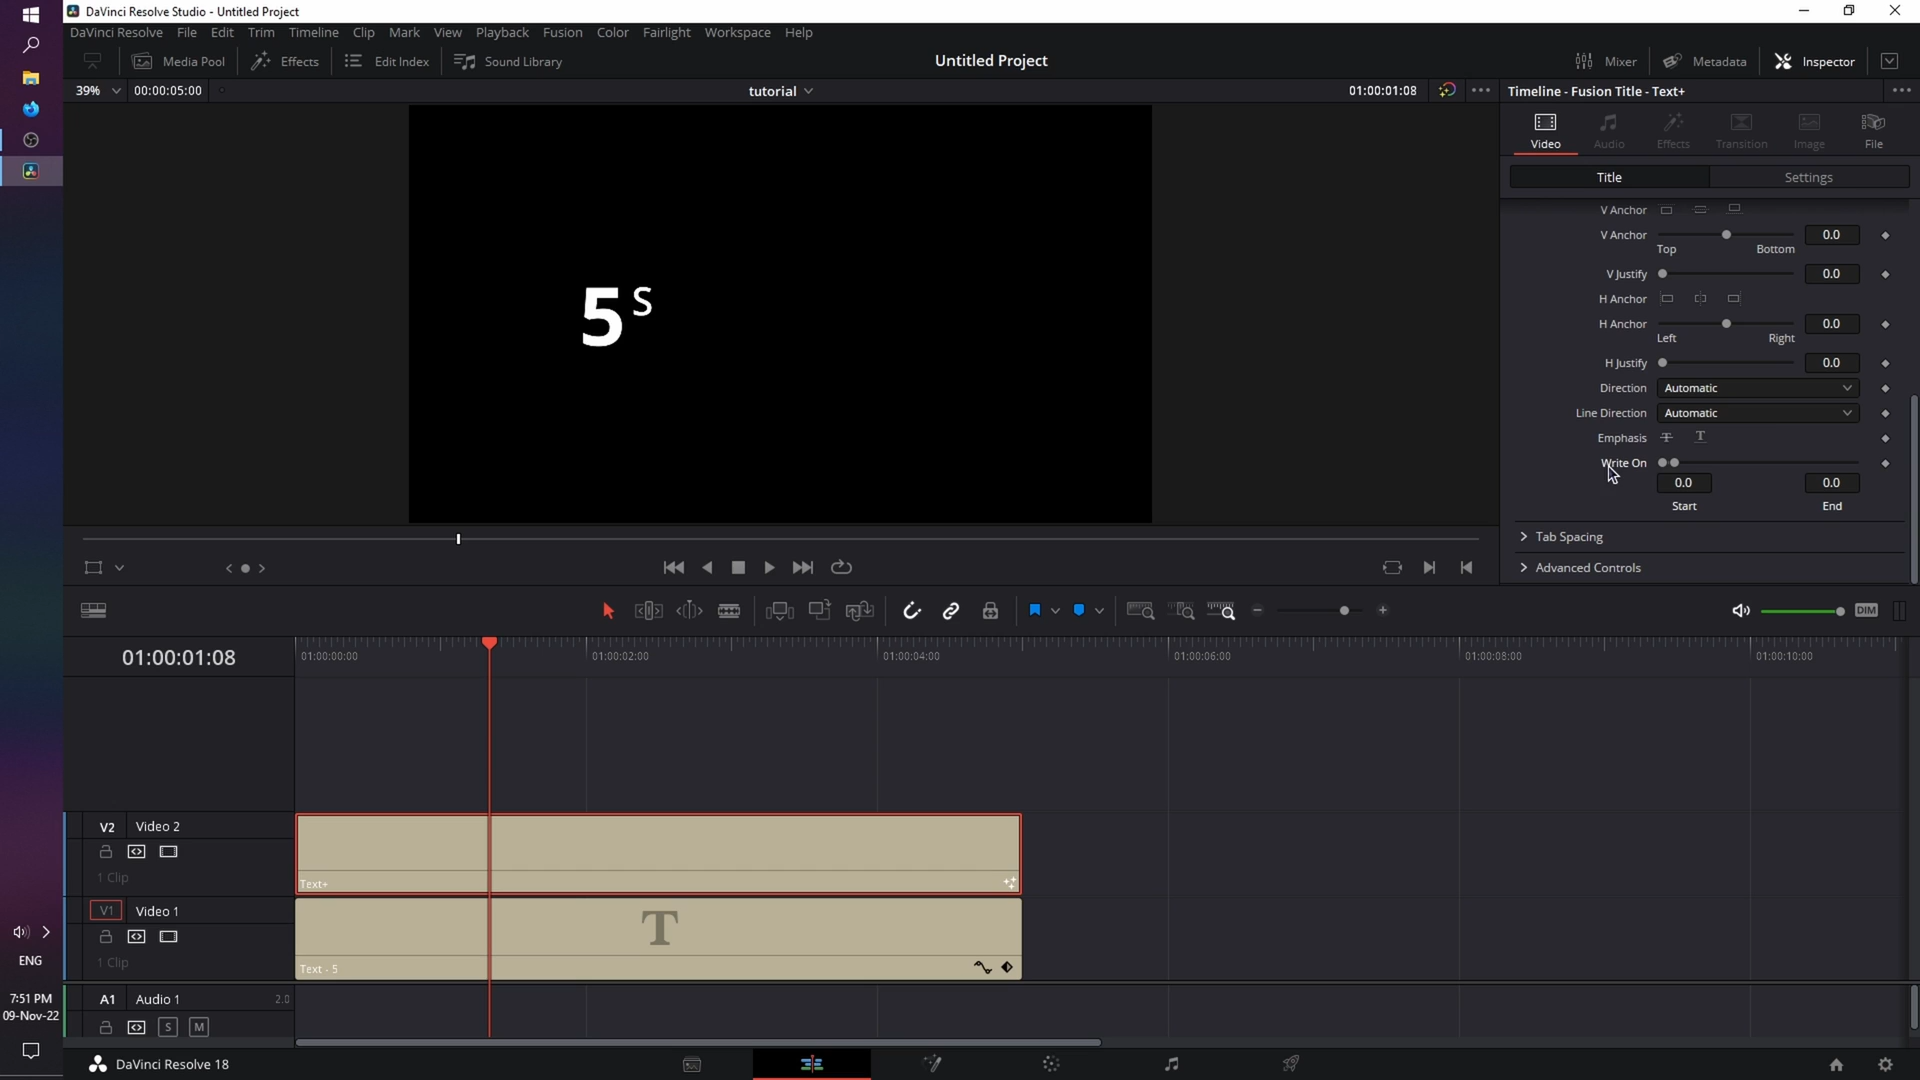 DaVinci Resolve Studio - Untitled Project
DaVinci Resolve File Edit Trim Timeline Clip Mark View Playback Fusion Color Fairlight Workspace Help
Media Pool Effects Edit Index Sound Library Untitled Project Mixer Metadata Inspector
39% 00:00:05:00 tutorial 01:00:01:08 Timeline - Fusion Title - Text+
Video Audio Effects Transition Image File
Title Settings
V Anchor
V Anchor 0.0
Top Bottom
V Justify 0.0
H Anchor
H Anchor 0.0
Left Right
H Justify 0.0
Direction Automatic
Line Direction Automatic
Emphasis T T
Write On
0.0 0.0
Start End
Tab Spacing
Advanced Controls
5 S
DIM
01:00:01:08 01:00:00:00 01:00:02:00 01:00:04:00 01:00:06:00 01:00:08:00 01:00:10:00
V2 Video 2
1 Clip
Text+
V1 Video 1
1 Clip
T
Text - 5
A1 Audio 1 2.0
S M
DaVinci Resolve 18
ENG
7:51 PM
09-Nov-22